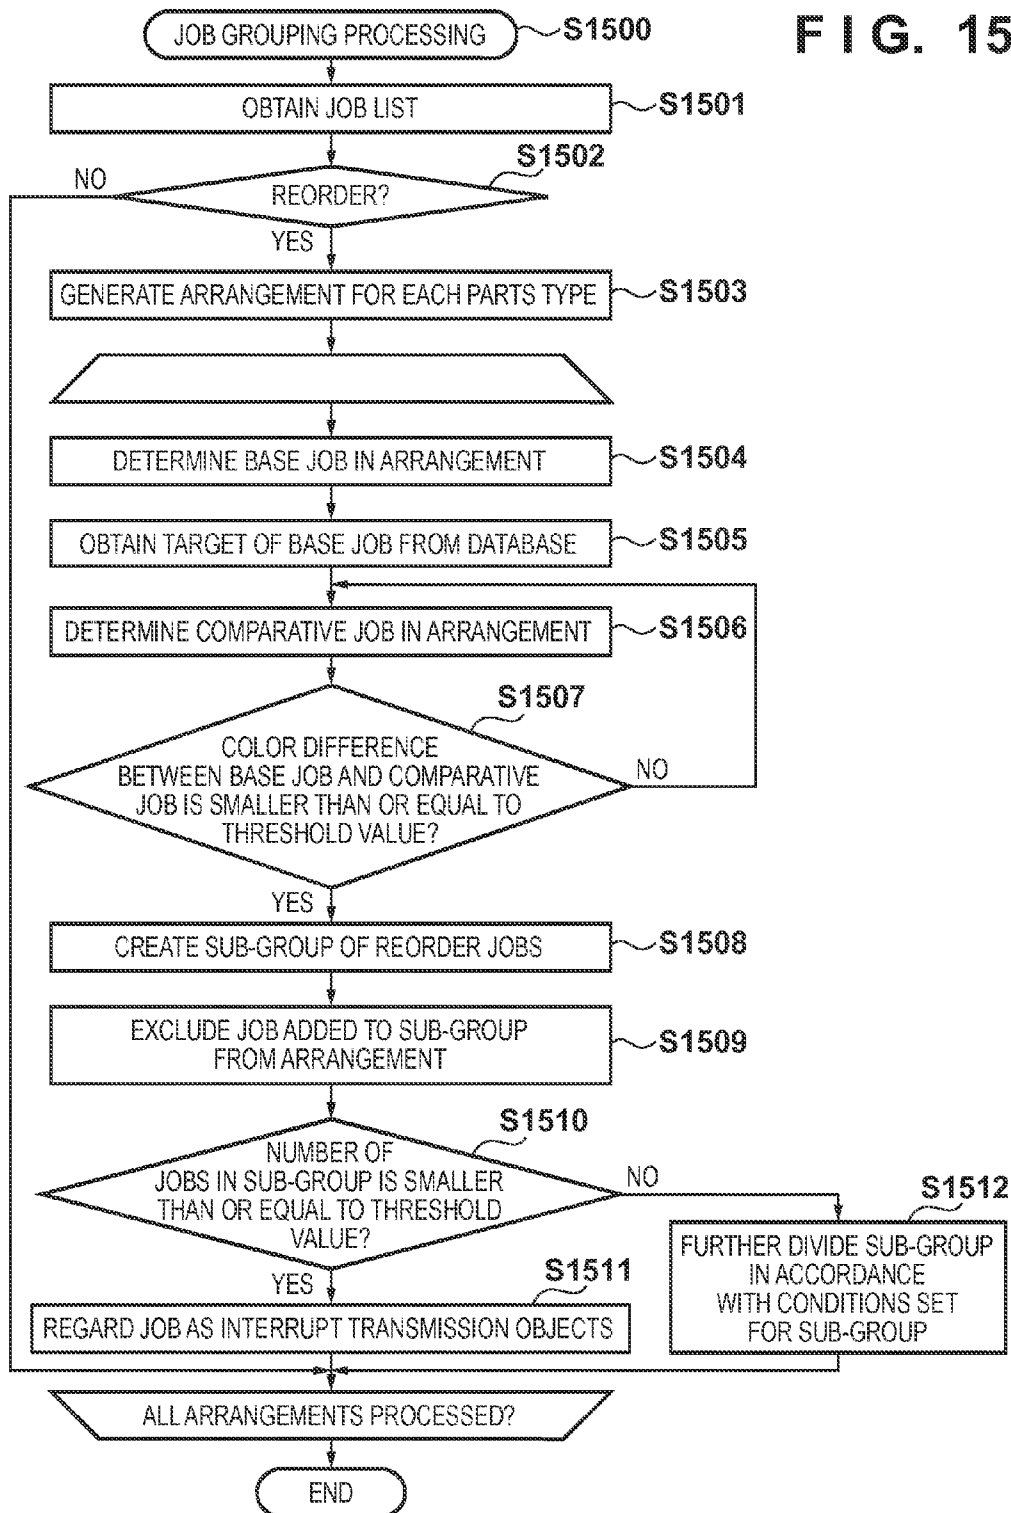 FIG. 15
JOB GROUPING PROCESSING
S1500
OBTAIN JOB LIST
S1501
S1502
NO
REORDER?
YES
GENERATE ARRANGEMENT FOR EACH PARTS TYPE
S1503
DETERMINE BASE JOB IN ARRANGEMENT
S1504
OBTAIN TARGET OF BASE JOB FROM DATABASE
S1505
DETERMINE COMPARATIVE JOB IN ARRANGEMENT
S1506
S1507
COLOR DIFFERENCE
BETWEEN BASE JOB AND COMPARATIVE
JOB IS SMALLER THAN OR EQUAL TO
THRESHOLD VALUE?
NO
YES
CREATE SUB-GROUP OF REORDER JOBS
S1508
EXCLUDE JOB ADDED TO SUB-GROUP
FROM ARRANGEMENT
S1509
S1510
NUMBER OF
JOBS IN SUB-GROUP IS SMALLER
THAN OR EQUAL TO THRESHOLD
VALUE?
NO
YES
S1511
REGARD JOB AS INTERRUPT TRANSMISSION OBJECTS
S1512
FURTHER DIVIDE SUB-GROUP
IN ACCORDANCE
WITH CONDITIONS SET
FOR SUB-GROUP
ALL ARRANGEMENTS PROCESSED?
END